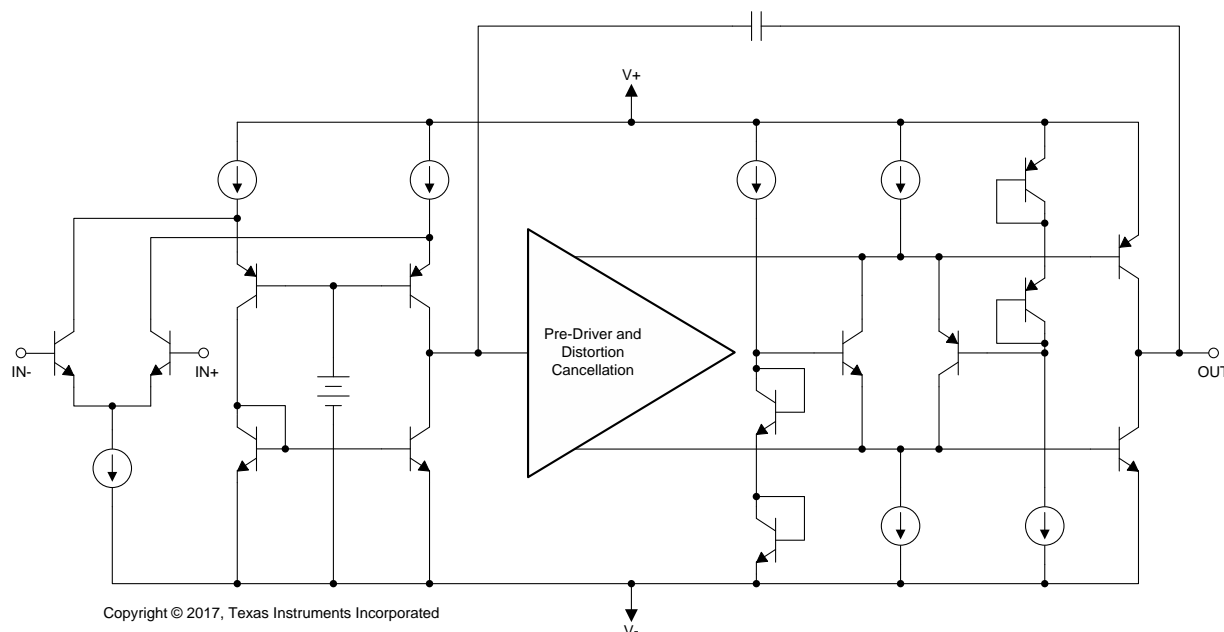 V+
Pre-Driver and
Distortion
Cancellation
IN-
IN+
OUT
Copyright © 2017, Texas Instruments Incorporated
V-